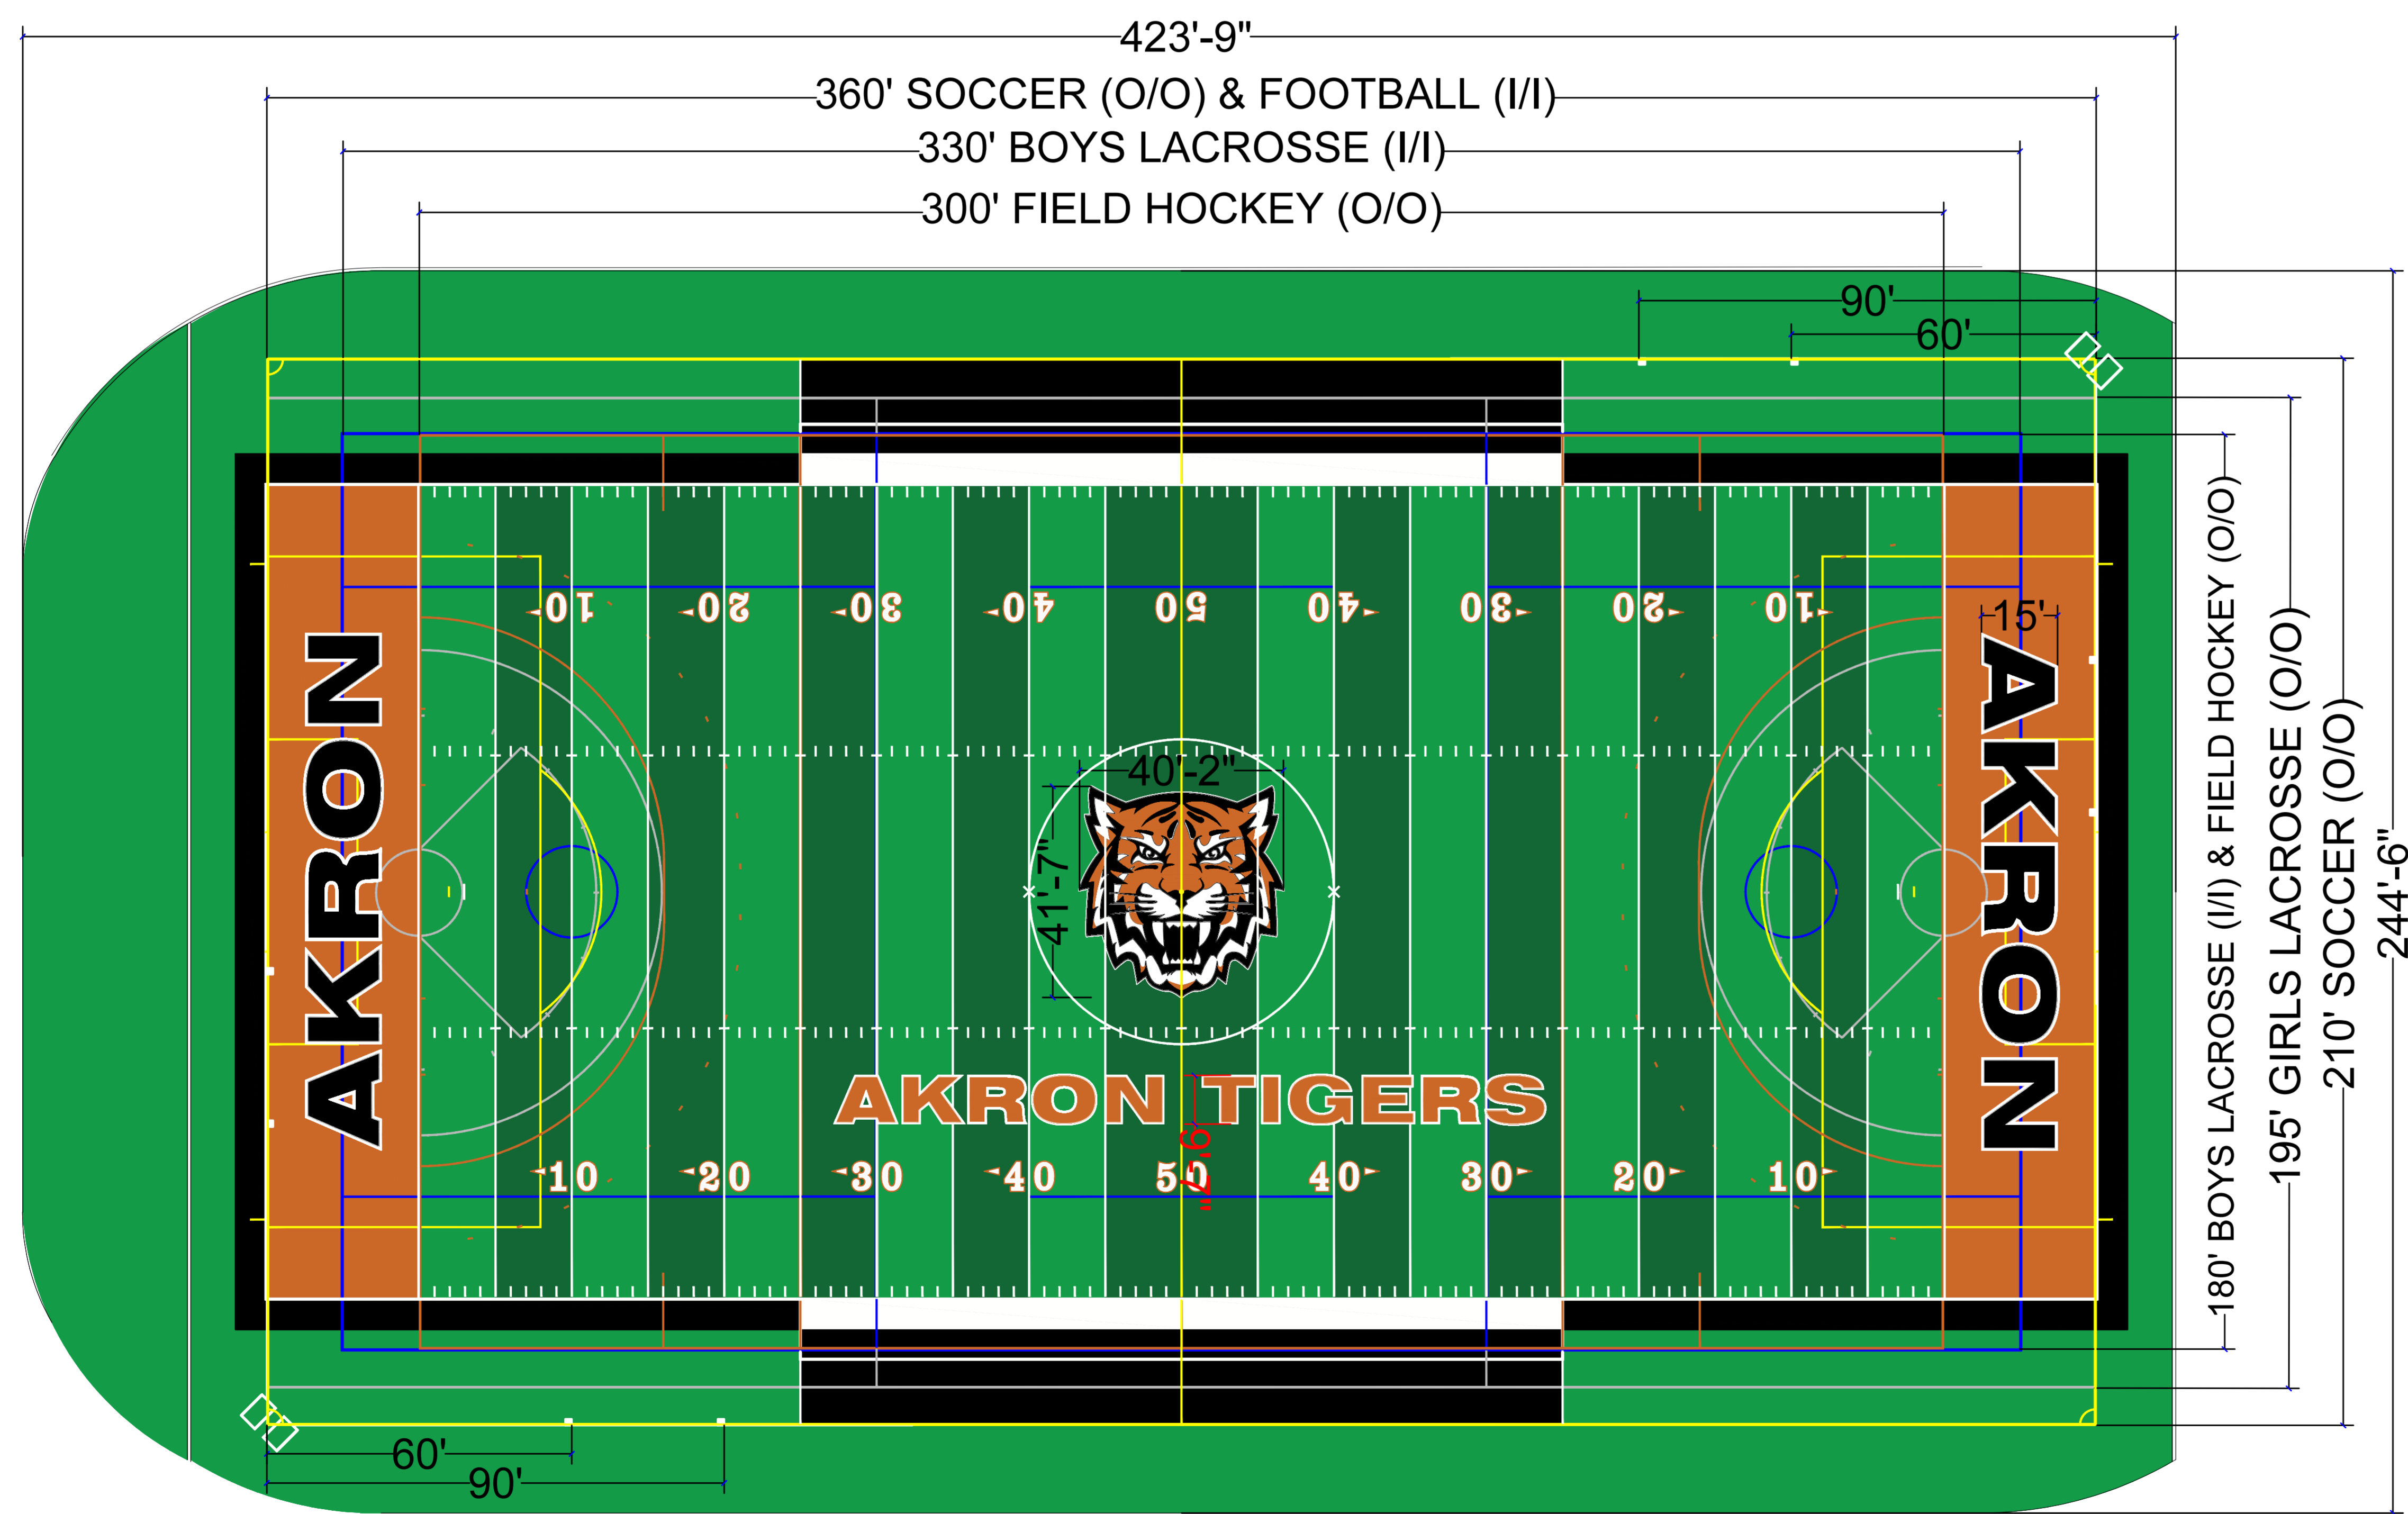 423'-9"
360' SOCCER (O/O) & FOOTBALL (I/I)
330' BOYS LACROSSE (I/I)
300' FIELD HOCKEY (O/O)
90'
60'
10 20 30 40 50 40 30 20 10
15'
AKRON
40'-2"
41'-7"
AKRON
AKRON TIGERS
7'-6"
10 20 30 40 50 40 30 20 10
60'
90'
180' BOYS LACROSSE (I/I) & FIELD HOCKEY (O/O)
195' GIRLS LACROSSE (O/O)
210' SOCCER (O/O)
244'-6"